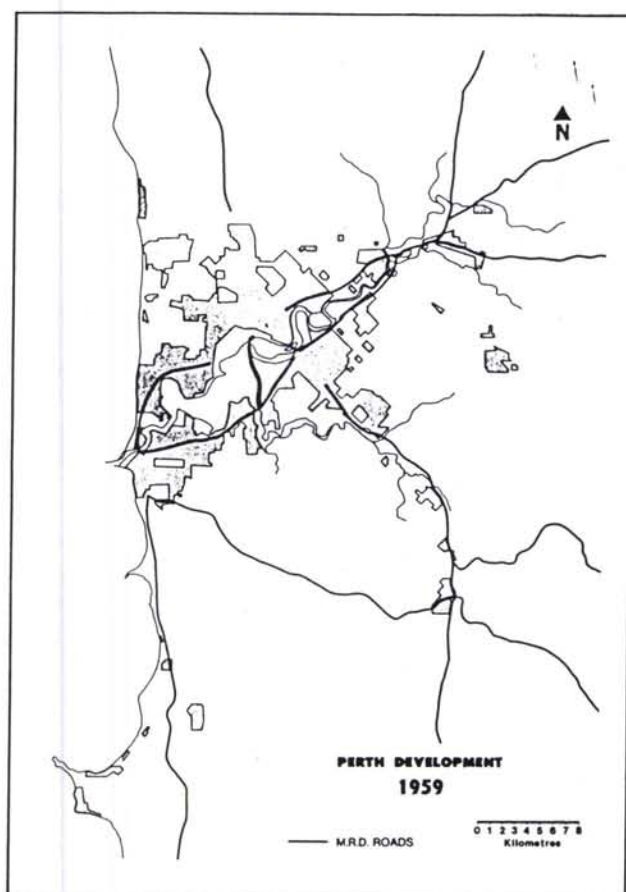 N
PERTH DEVELOPMENT
1959
M.R.D. ROADS
0 1 2 3 4 5 6 7 8
Kilometres